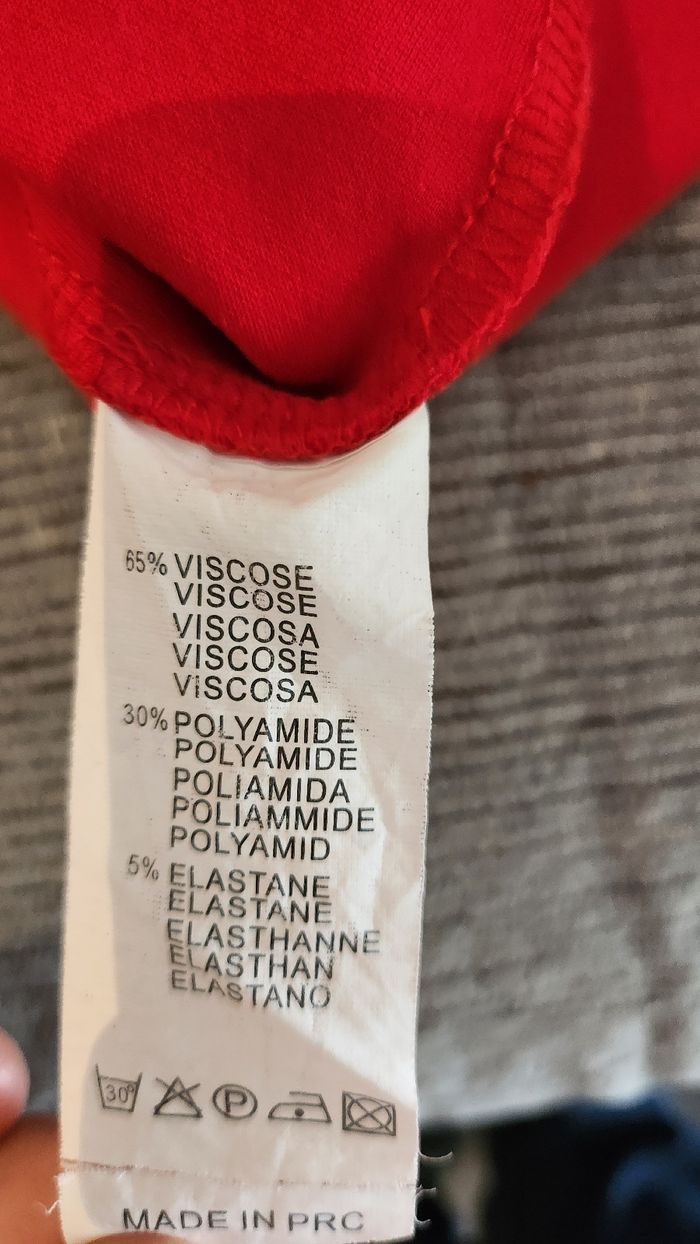 65% VISCOSE
VISCOSE
VISCOSA
VISCOSE
VISCOSA
30% POLYAMIDE
POLYAMIDE
POLIAMIDA
POLIAMMIDE
POLYAMID
5% ELASTANE
ELASTANE
ELASTHANNE
ELASTHAN
ELASTANO
30° P
MADE IN PRC